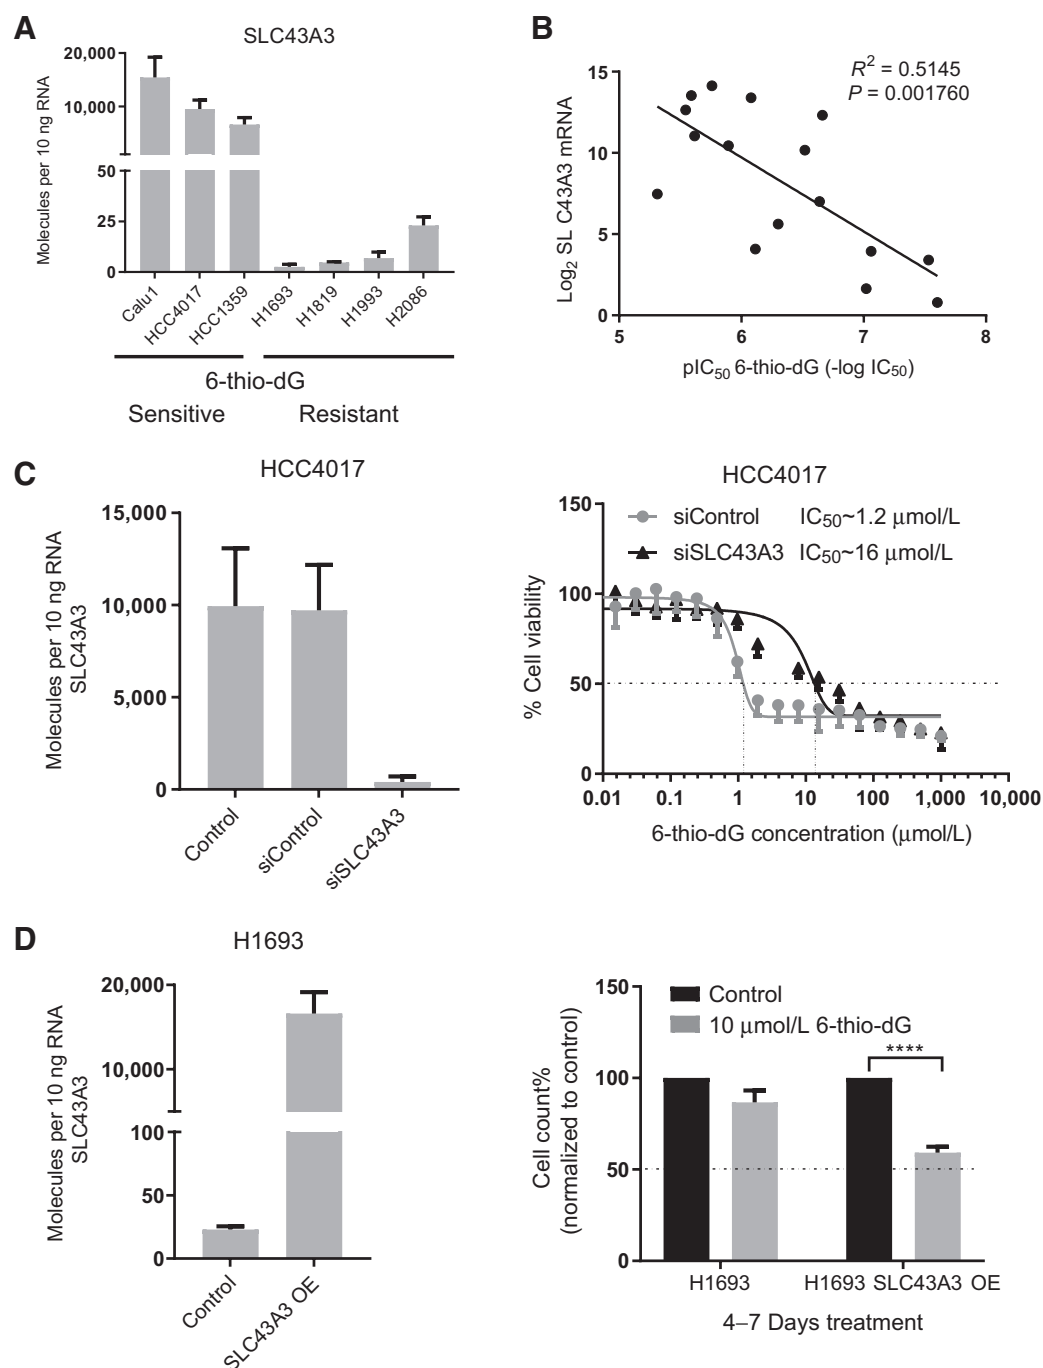 A
SLC43A3
Molecules per 10 ng RNA
20,000
10,000
50
25
0
Calu1
HCC4017
HCC1359
H1693
H1819
H1993
H2086
6-thio-dG
Sensitive
Resistant
B
R2 = 0.5145
P = 0.001760
Log2 SL C43A3 mRNA
15
10
5
0
5
6
7
8
pIC50 6-thio-dG (-log IC50)
C
HCC4017
Molecules per 10 ng RNA
SLC43A3
15,000
10,000
5,000
0
Control
siControl
siSLC43A3
HCC4017
siControl IC50~1.2 μmol/L
siSLC43A3 IC50~16 μmol/L
% Cell viability
150
100
50
0
0.01
0.1
1
10
100
1,000
10,000
6-thio-dG concentration (μmol/L)
D
H1693
Molecules per 10 ng RNA
SLC43A3
20,000
10,000
100
50
0
Control
SLC43A3 OE
Control
10 μmol/L 6-thio-dG
****
Cell count%
(normalized to control)
150
100
50
0
H1693
H1693 SLC43A3 OE
4–7 Days treatment